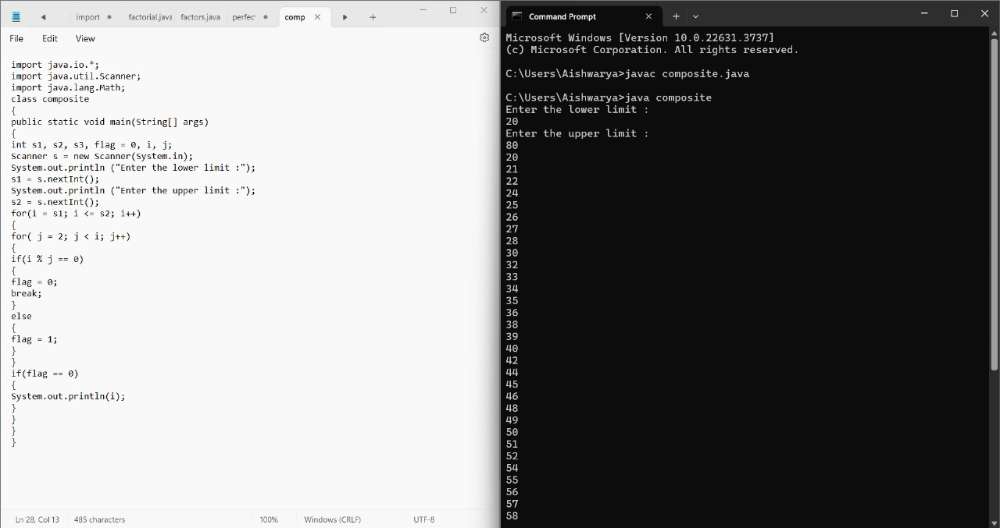 import
factorial.java
factors.java
perfec
comp
File Edit View
import java.io.*;
import java.util.Scanner;
import java.lang.Math;
class composite
{
public static void main(String[] args)
{
int s1, s2, s3, flag = 0, i, j;
Scanner s = new Scanner(System.in);
System.out.println ("Enter the lower limit :");
s1 = s.nextInt();
System.out.println ("Enter the upper limit :");
s2 = s.nextInt();
for(i = s1; i <= s2; i++)
{
for( j = 2; j < i; j++)
{
if(i % j == 0)
{
flag = 0;
break;
}
else
{
flag = 1;
}
}
if(flag == 0)
{
System.out.println(i);
}
}
}
}
Ln 28, Col 13 485 characters 100% Windows (CRLF) UTF-8
Command Prompt
Microsoft Windows [Version 10.0.22631.3737]
(c) Microsoft Corporation. All rights reserved.
C:\Users\Aishwarya>javac composite.java
C:\Users\Aishwarya>java composite
Enter the lower limit :
20
Enter the upper limit :
80
20
21
22
24
25
26
27
28
30
32
33
34
35
36
38
39
40
42
44
45
46
48
49
50
51
52
54
55
56
57
58